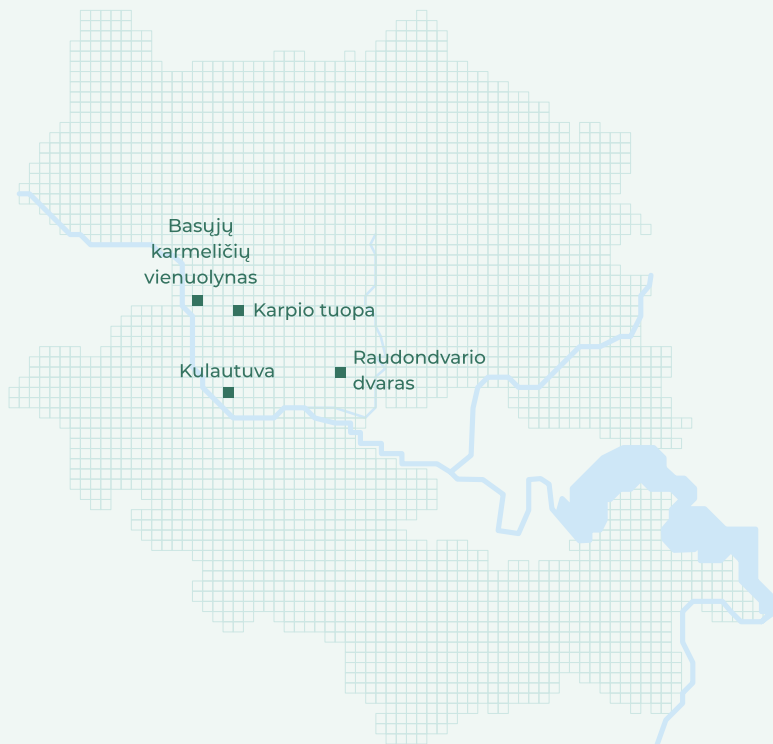 Basųjų
karmeličių
vienuolynas
Karpio tuopa
Raudondvario
dvaras
Kulautuva